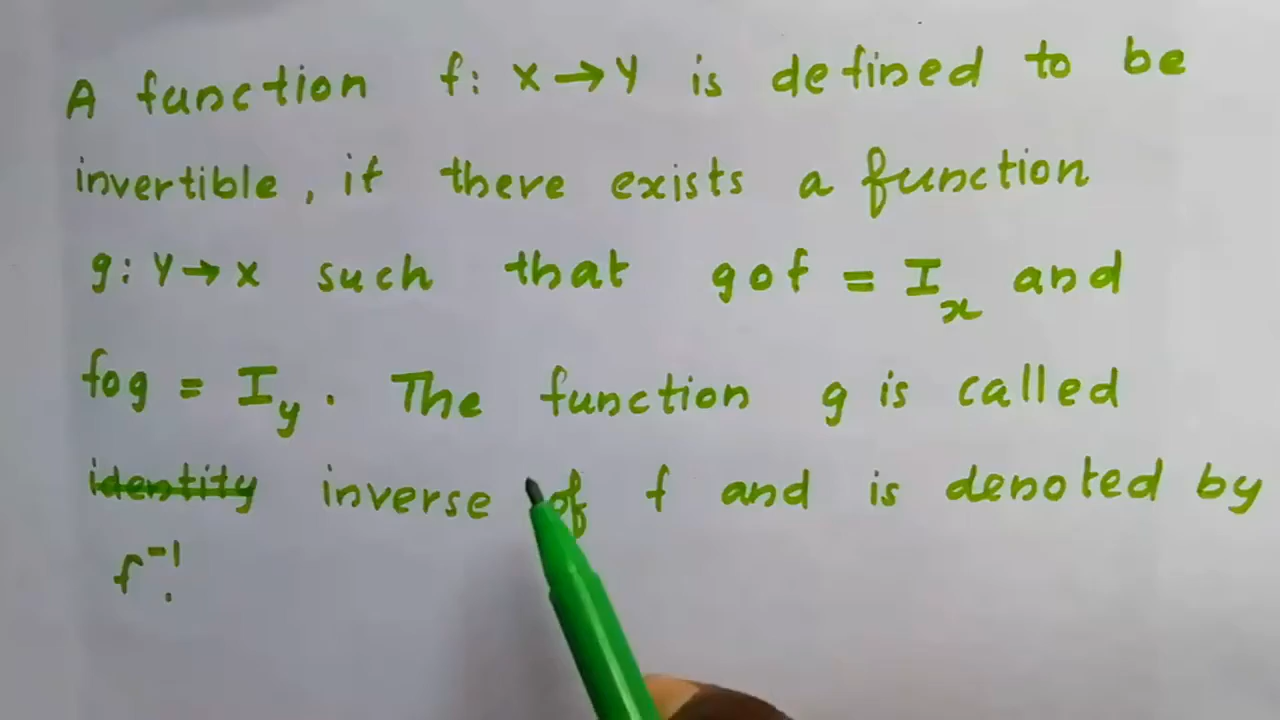 A function f: X→Y is defined to be
invertible, if there exists a function
g: Y→X such that gof = Iₓ and
fog = I_y. The function g is called
~~identity~~ inverse of f and is denoted by
f⁻¹.